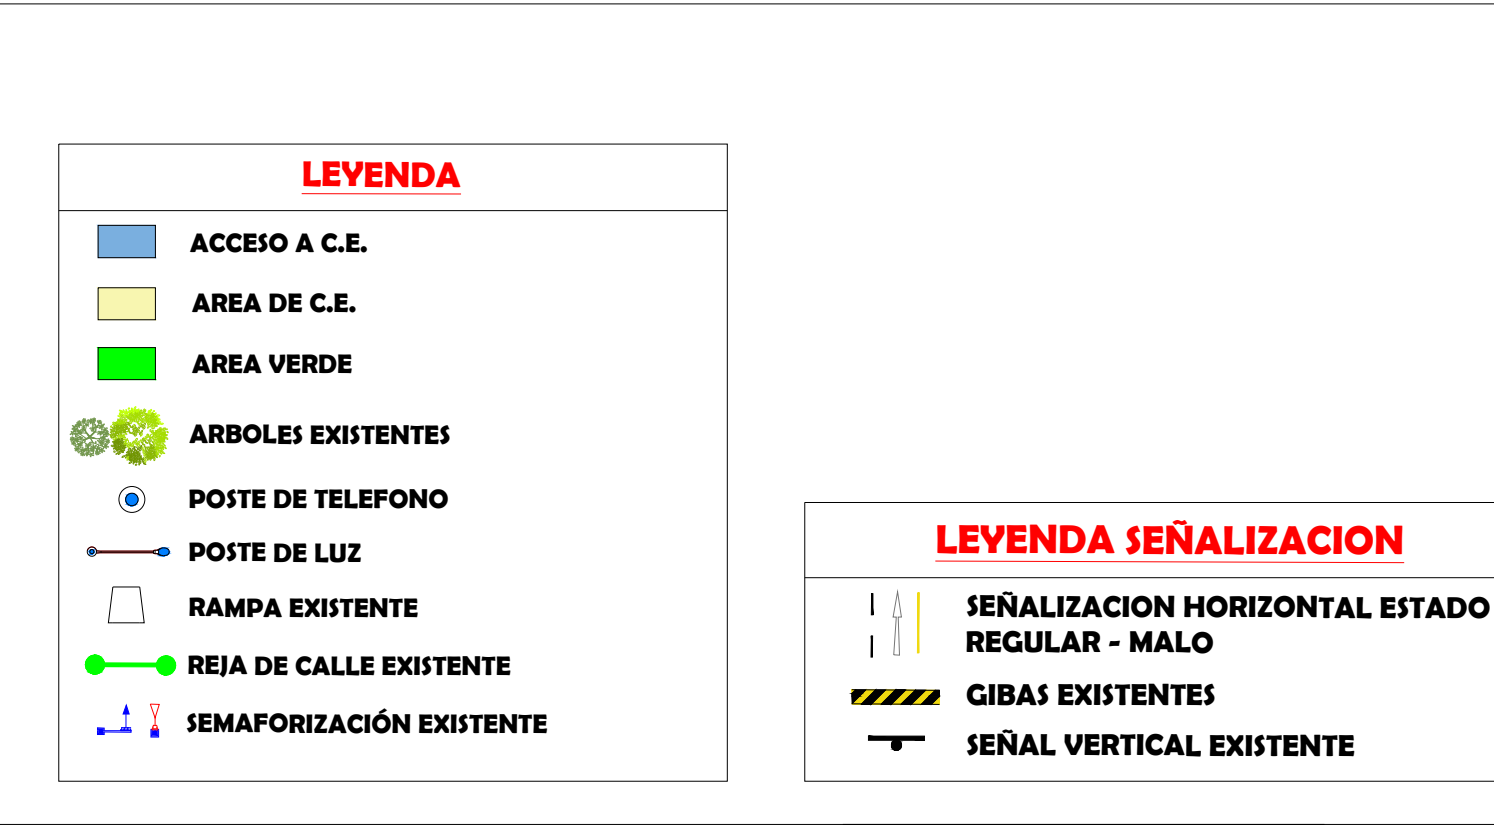 LEYENDA
ACCESO A C.E.
AREA DE C.E.
AREA VERDE
ARBOLES EXISTENTES
POSTE DE TELEFONO
POSTE DE LUZ
RAMPA EXISTENTE
REJA DE CALLE EXISTENTE
SEMAFORIZACIÓN EXISTENTE
LEYENDA SEÑALIZACION
SEÑALIZACION HORIZONTAL ESTADO
REGULAR - MALO
GIBAS EXISTENTES
SEÑAL VERTICAL EXISTENTE